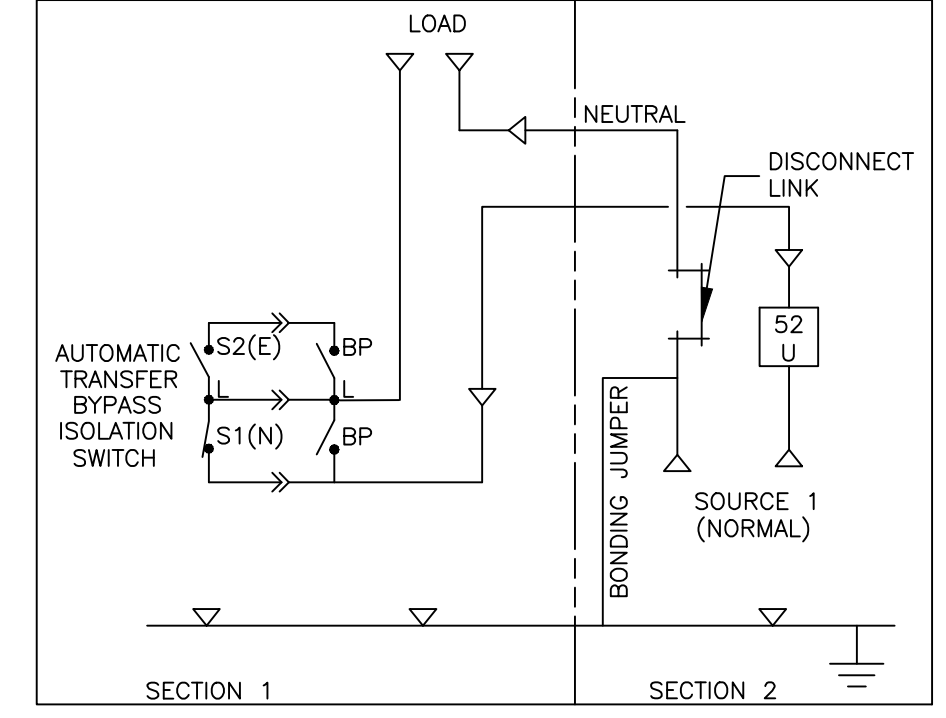 LOAD
NEUTRAL
DISCONNECT
LINK
52
U
S2(E)
BP
AUTOMATIC
TRANSFER
BYPASS
ISOLATION
SWITCH
L
L
S1(N)
BP
BONDING JUMPER
SOURCE 1
(NORMAL)
SECTION 1
SECTION 2